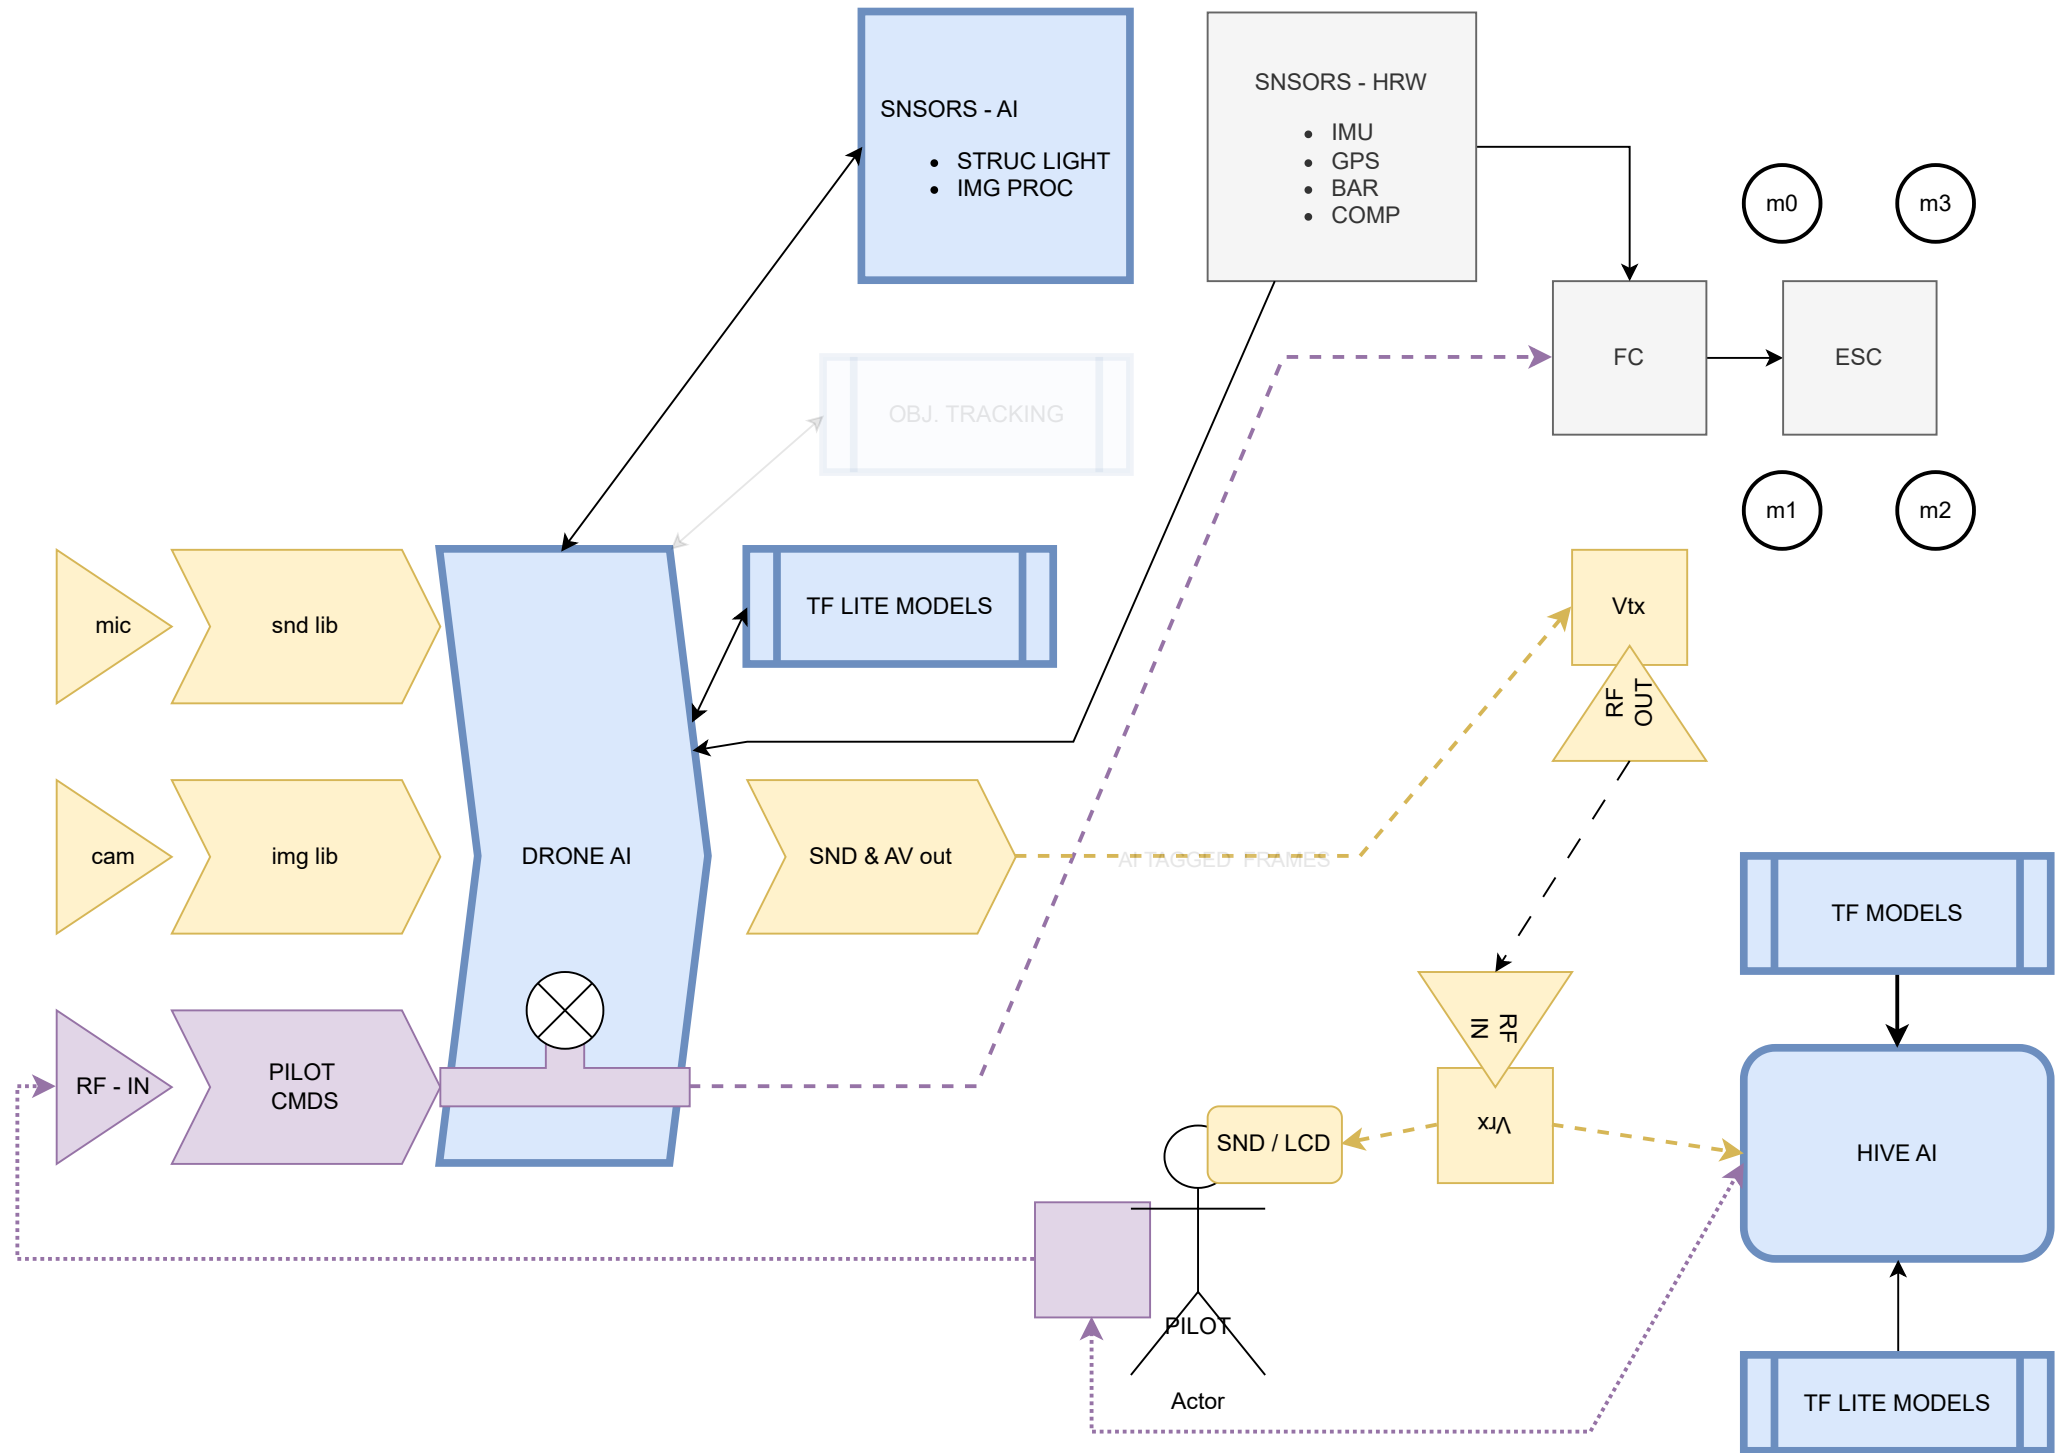 SNSORS - AI
STRUC LIGHT
IMG PROC
SNSORS - HRW
IMU
GPS
BAR
COMP
m0
m3
FC
ESC
OBJ. TRACKING
m1
m2
mic
snd lib
TF LITE MODELS
Vtx
RF
OUT
cam
img lib
DRONE AI
SND & AV out
AI TAGGED FRAMES
TF MODELS
RF
IN
RF - IN
PILOT
CMDS
Vrx
SND / LCD
HIVE AI
PILOT
Actor
TF LITE MODELS